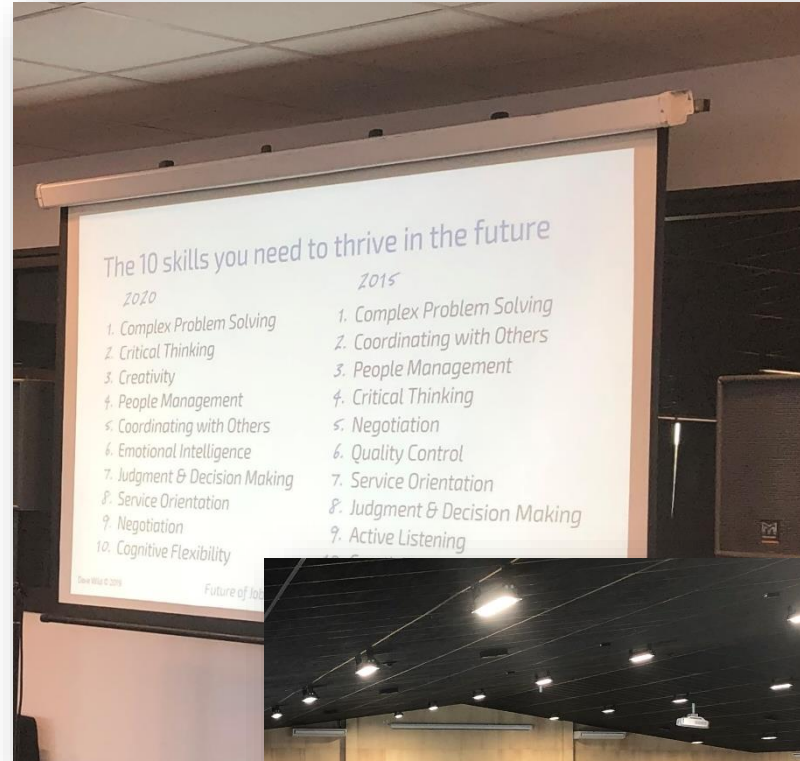 The 10 skills you need to thrive in the future
2020
1. Complex Problem Solving
2. Critical Thinking
3. Creativity
4. People Management
5. Coordinating with Others
6. Emotional Intelligence
7. Judgment & Decision Making
8. Service Orientation
9. Negotiation
10. Cognitive Flexibility
2015
1. Complex Problem Solving
2. Coordinating with Others
3. People Management
4. Critical Thinking
5. Negotiation
6. Quality Control
7. Service Orientation
8. Judgment & Decision Making
9. Active Listening
Future of